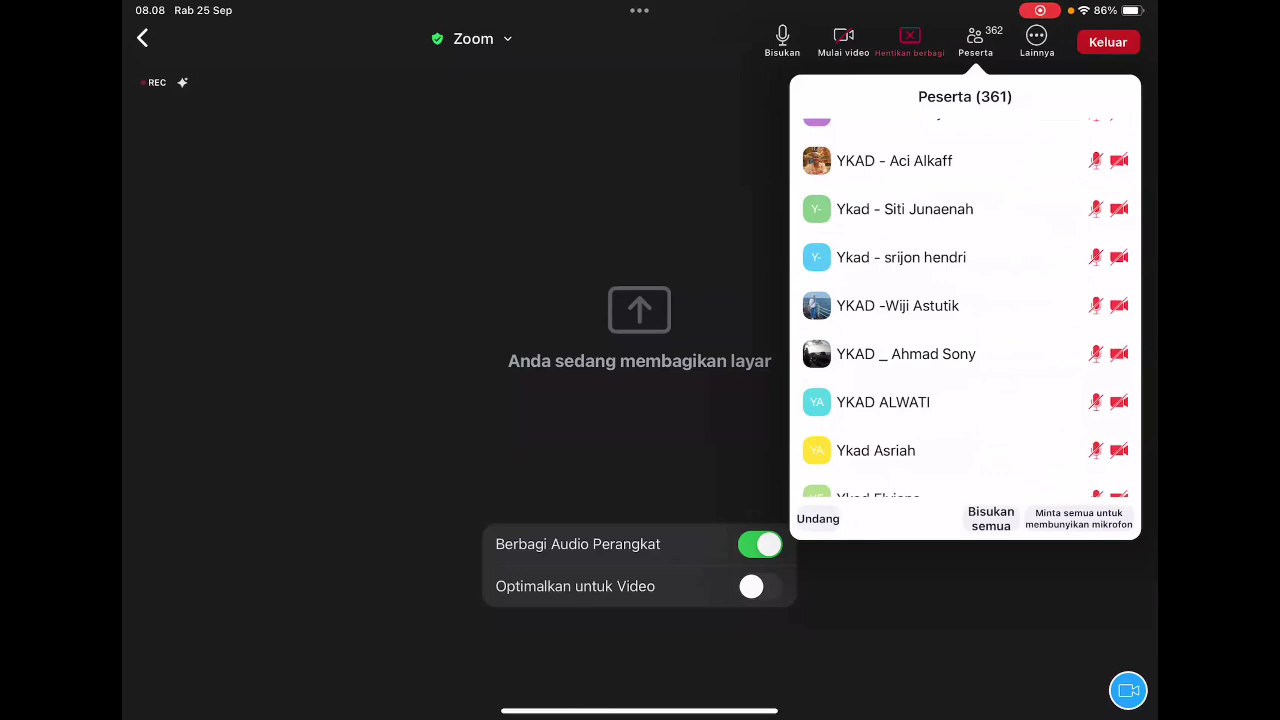 08.08 Rab 25 Sep
86%
Zoom
Bisukan
Mulai video
Hentikan berbagi
362
Peserta
Lainnya
Keluar
REC
Peserta (361)
YKAD - Aci Alkaff
Y-
Ykad - Siti Junaenah
Y-
Ykad - srijon hendri
YKAD -Wiji Astutik
YKAD _ Ahmad Sony
YA
YKAD ALWATI
YA
Ykad Asriah
Anda sedang membagikan layar
Undang
Bisukan
semua
Minta semua untuk
membunyikan mikrofon
Berbagi Audio Perangkat
Optimalkan untuk Video